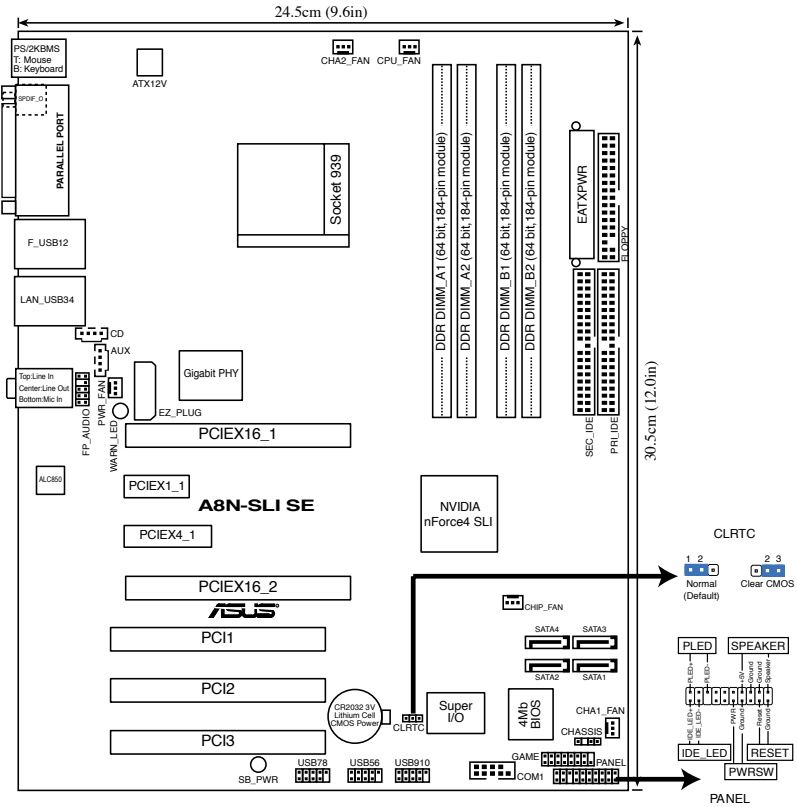 24.5cm (9.6in)
PS/2KBMS
T: Mouse
B: Keyboard
ATX12V
CHA2_FAN
CPU_FAN
SPDIF_O
PARALLEL PORT
Socket 939
DDR DIMM_A1 (64 bit,184-pin module)
DDR DIMM_A2 (64 bit,184-pin module)
DDR DIMM_B1 (64 bit,184-pin module)
DDR DIMM_B2 (64 bit,184-pin module)
EATXPWR
FLOPPY
F_USB12
LAN_USB34
CD
AUX
Top:Line In
Center:Line Out
Bottom:Mic In
FP_AUDIO
PWR_FAN
WARN_LED
EZ_PLUG
Gigabit PHY
SEC_IDE
PRI_IDE
30.5cm (12.0in)
PCIEX16_1
ALC850
PCIEX1_1
A8N-SLI SE
NVIDIA
nForce4 SLI
PCIEX4_1
PCIEX16_2
ASUS
CHIP_FAN
PCI1
SATA4
SATA3
SATA2
SATA1
PCI2
CR2032 3V
Lithium Cell
CMOS Power
CLRTC
Super
I/O
4Mb
BIOS
CHA1_FAN
CHASSIS
PCI3
GAME
PANEL
SB_PWR
USB78
USB56
USB910
COM1
CLRTC
1 2
2 3
Normal
(Default)
Clear CMOS
PLED
SPEAKER
PLED+
PLED-
+5V
Ground
Ground
Speaker
IDE_LED+
IDE_LED-
PWR
Ground
Reset
Ground
IDE_LED
RESET
PWRSW
PANEL